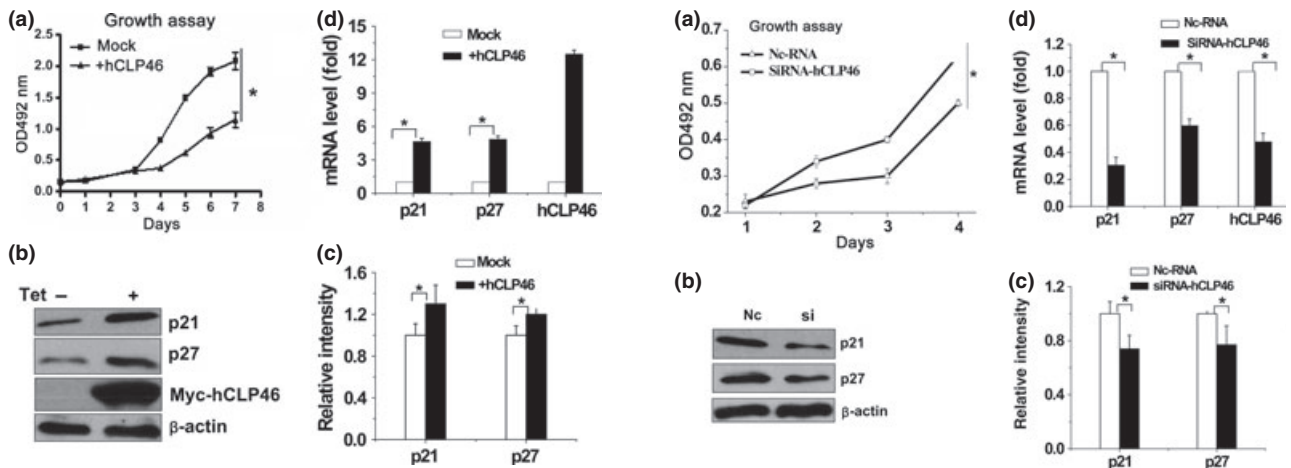 (a)
Growth assay
Mock
+hCLP46
OD492 nm
2.5
2.0
1.5
1.0
0.5
0.0
*
0 1 2 3 4 5 6 7 8
Days
(d)
Mock
+hCLP46
mRNA level (fold)
15
12
9
6
3
0
* *
p21 p27 hCLP46
(b)
Tet – +
p21
p27
Myc-hCLP46
β-actin
(c)
Mock
+hCLP46
Relative intensity
1.6
1.2
0.8
0.4
0.0
* *
p21 p27
(a)
Growth assay
Nc-RNA
SiRNA-hCLP46
OD492 nm
0.7
0.6
0.5
0.4
0.3
0.2
*
1 2 3 4
Days
(d)
Nc-RNA
SiRNA-hCLP46
mRNA level (fold)
1.2
1.0
0.8
0.6
0.4
0.2
0.0
* * *
p21 p27 hCLP46
(b)
Nc si
p21
p27
β-actin
(c)
Nc-RNA
siRNA-hCLP46
Relative intensity
1.2
0.8
0.4
0.0
* *
p21 p27